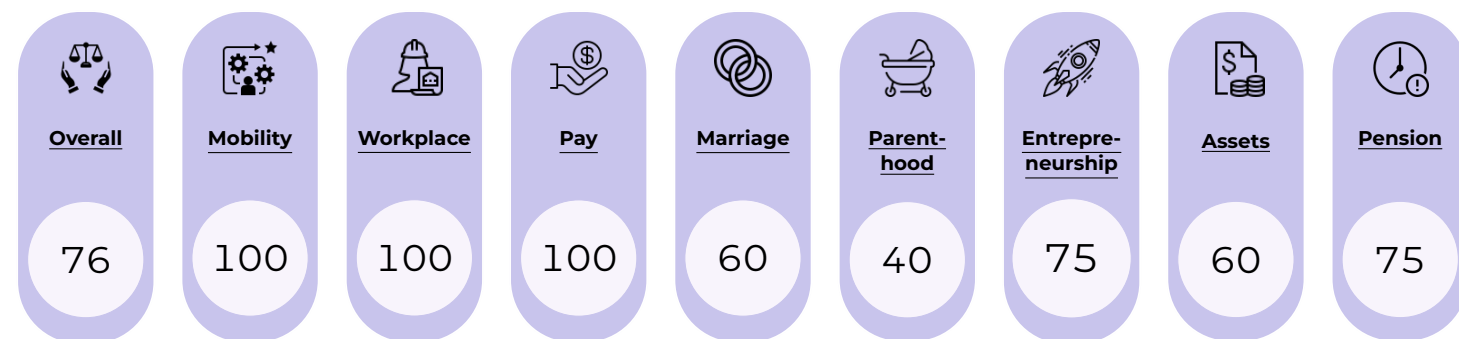 Overall
76
Mobility
100
Workplace
100
Pay
$
100
Marriage
60
Parent-
hood
40
Entrepre-
neurship
75
$
Assets
60
!
Pension
75